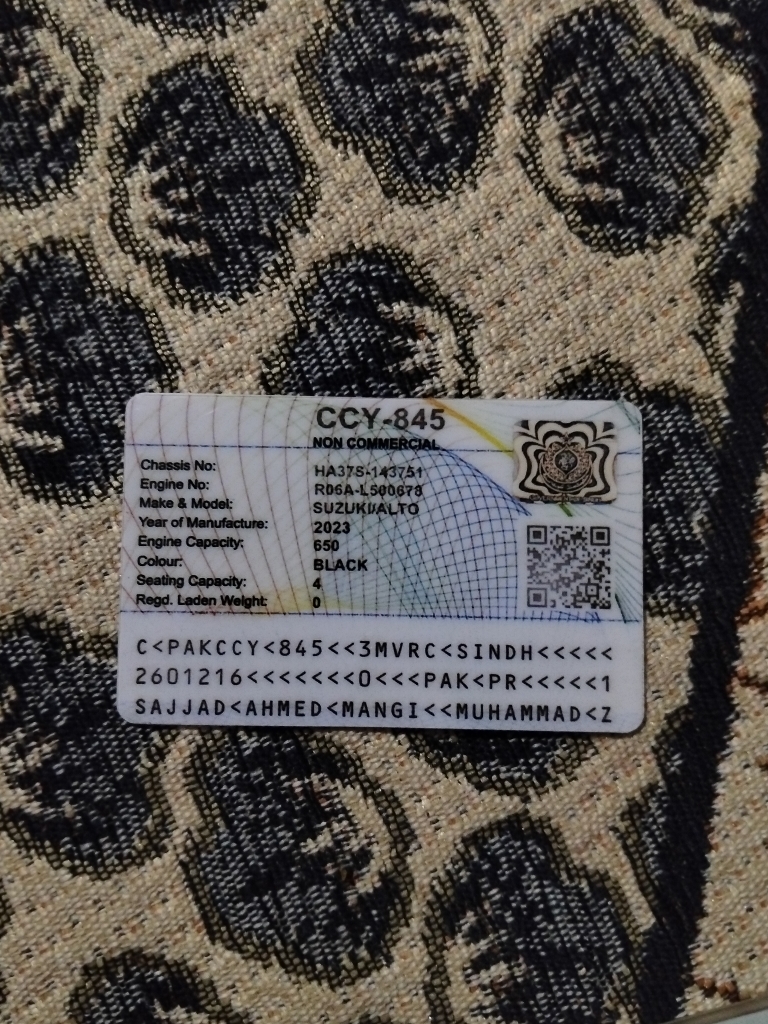 CCY-845
NON COMMERCIAL
Chassis No: HA37S-143751
Engine No: R06A-L500678
Make & Model: SUZUKI/ALTO
Year of Manufacture: 2023
Engine Capacity: 650
Colour: BLACK
Seating Capacity: 4
Regd. Laden Weight: 0
C<PAKCCY<845<<3MVRC<SINDH<<<<<
2601216<<<<<<<0<<<PAK<PR<<<<<1
SAJJAD<AHMED<MANGI<<MUHAMMAD<Z